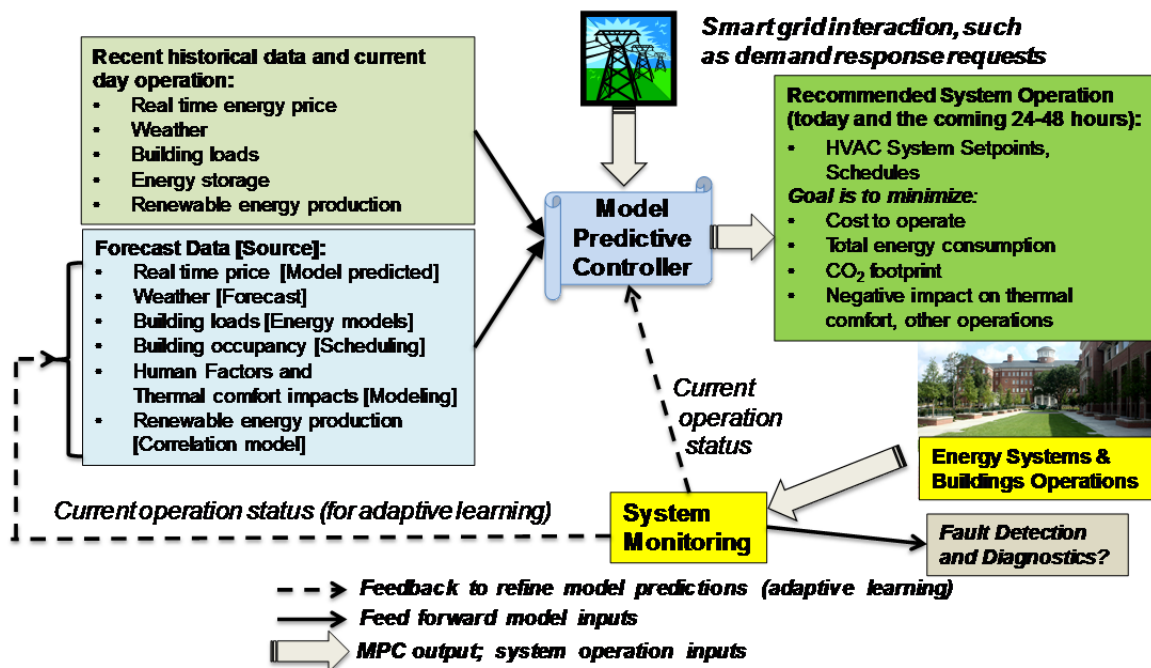 Smart grid interaction, such
as demand response requests
Recent historical data and current
day operation:
• Real time energy price
• Weather
• Building loads
• Energy storage
• Renewable energy production
Forecast Data [Source]:
• Real time price [Model predicted]
• Weather [Forecast]
• Building loads [Energy models]
• Building occupancy [Scheduling]
• Human Factors and
Thermal comfort impacts [Modeling]
• Renewable energy production
[Correlation model]
Model
Predictive
Controller
Recommended System Operation
(today and the coming 24-48 hours):
• HVAC System Setpoints,
Schedules
Goal is to minimize:
• Cost to operate
• Total energy consumption
• CO₂ footprint
• Negative impact on thermal
comfort, other operations
Current
operation
status
Energy Systems &
Buildings Operations
Current operation status (for adaptive learning)
System
Monitoring
Fault Detection
and Diagnostics?
Feedback to refine model predictions (adaptive learning)
Feed forward model inputs
MPC output; system operation inputs